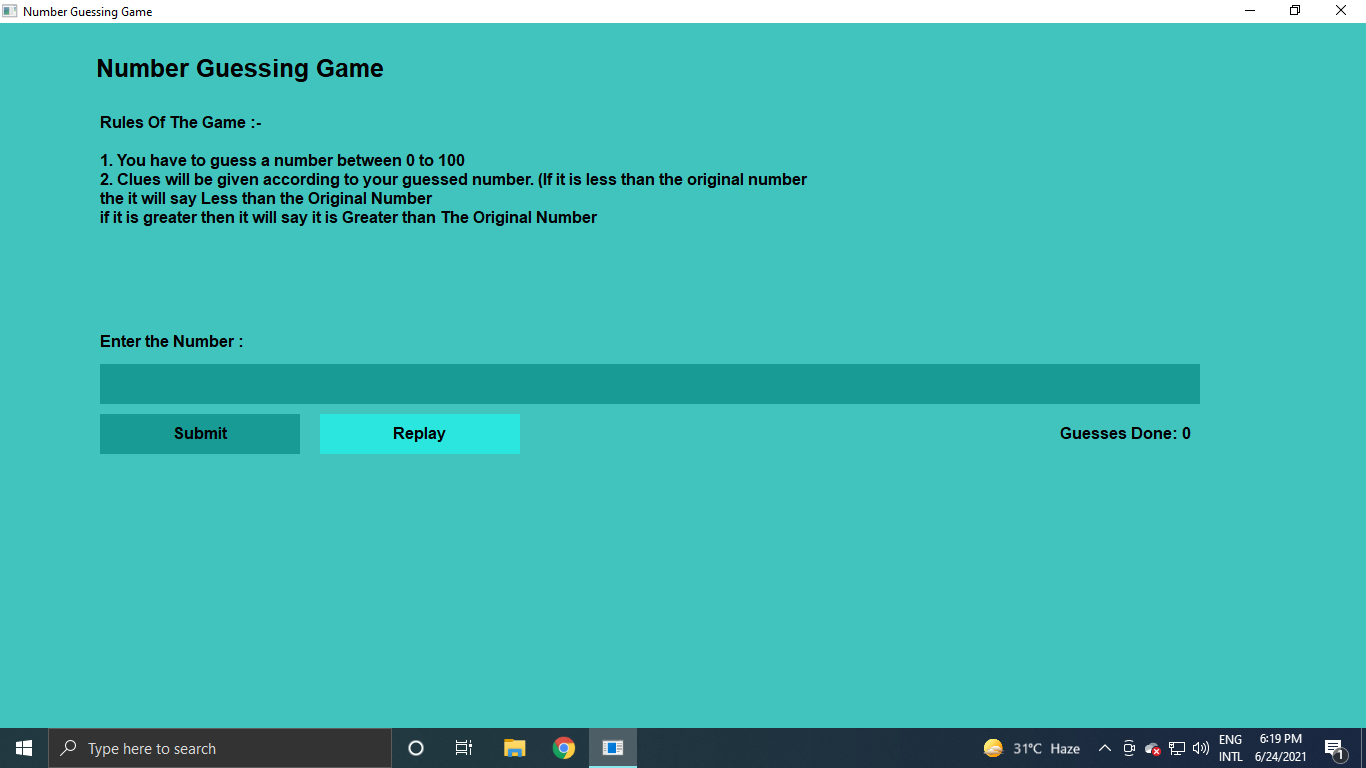 Number Guessing Game
Number Guessing Game
Rules Of The Game :-
1. You have to guess a number between 0 to 100
2. Clues will be given according to your guessed number. (If it is less than the original number
the it will say Less than the Original Number
if it is greater then it will say it is Greater than The Original Number
Enter the Number :
Submit Replay Guesses Done: 0
Type here to search
31°C Haze
ENG
INTL
6:19 PM
6/24/2021
1